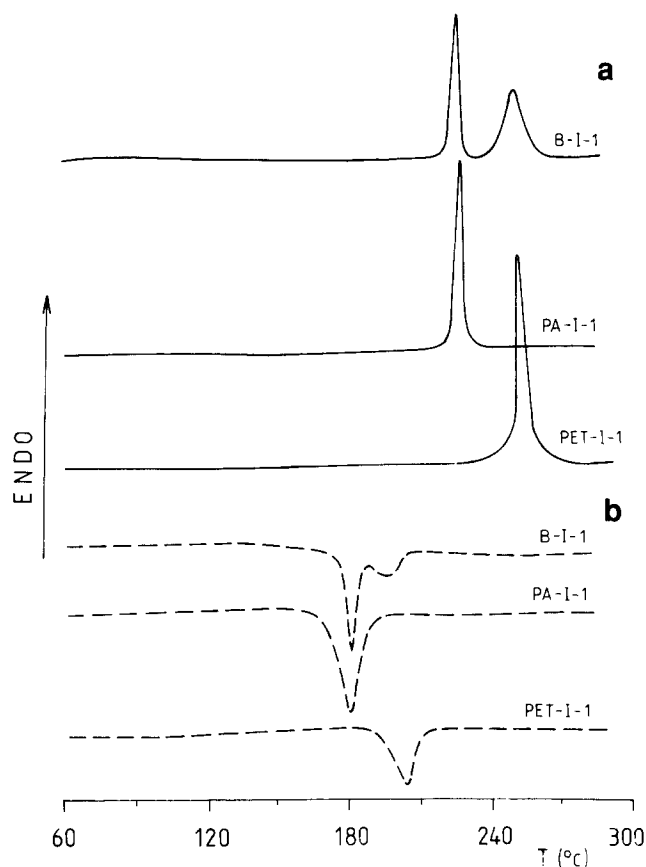 a
B-I-1
PA-I-1
PET-I-1
ENDO
b
B-I-1
PA-I-1
PET-I-1
60 120 180 240 300
T (°c)